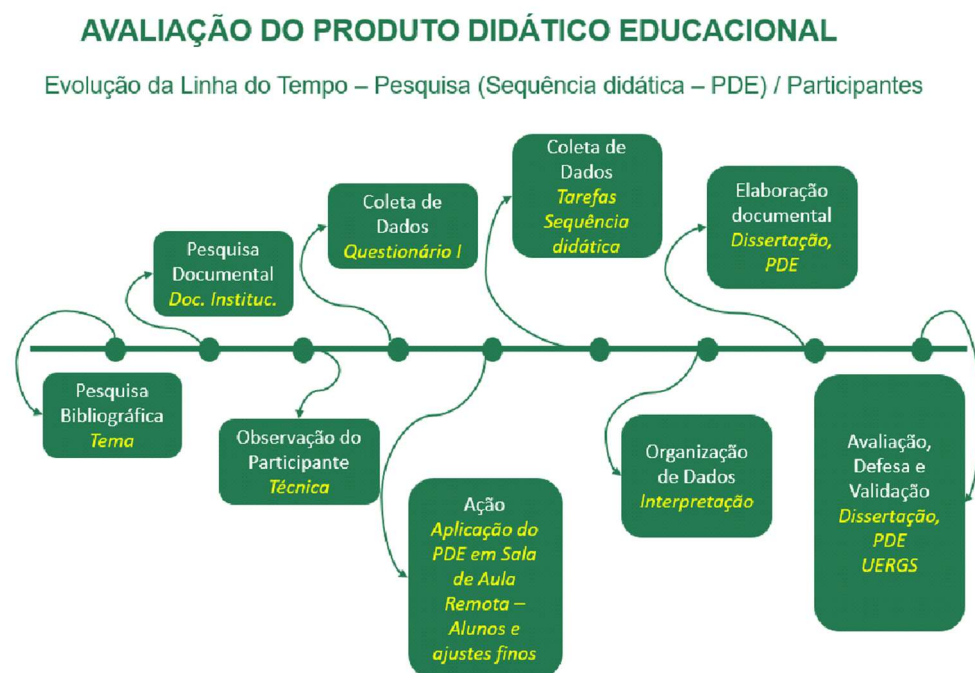 AVALIAÇÃO DO PRODUTO DIDÁTICO EDUCACIONAL
Evolução da Linha do Tempo – Pesquisa (Sequência didática – PDE) / Participantes
Pesquisa
Bibliográfica
Tema
Pesquisa
Documental
Doc. Instituc.
Observação do
Participante
Técnica
Coleta de
Dados
Questionário I
Ação
Aplicação do
PDE em Sala
de Aula
Remota –
Alunos e
ajustes finos
Coleta de
Dados
Tarefas
Sequência
didática
Organização
de Dados
Interpretação
Elaboração
documental
Dissertação,
PDE
Avaliação,
Defesa e
Validação
Dissertação,
PDE
UERGS